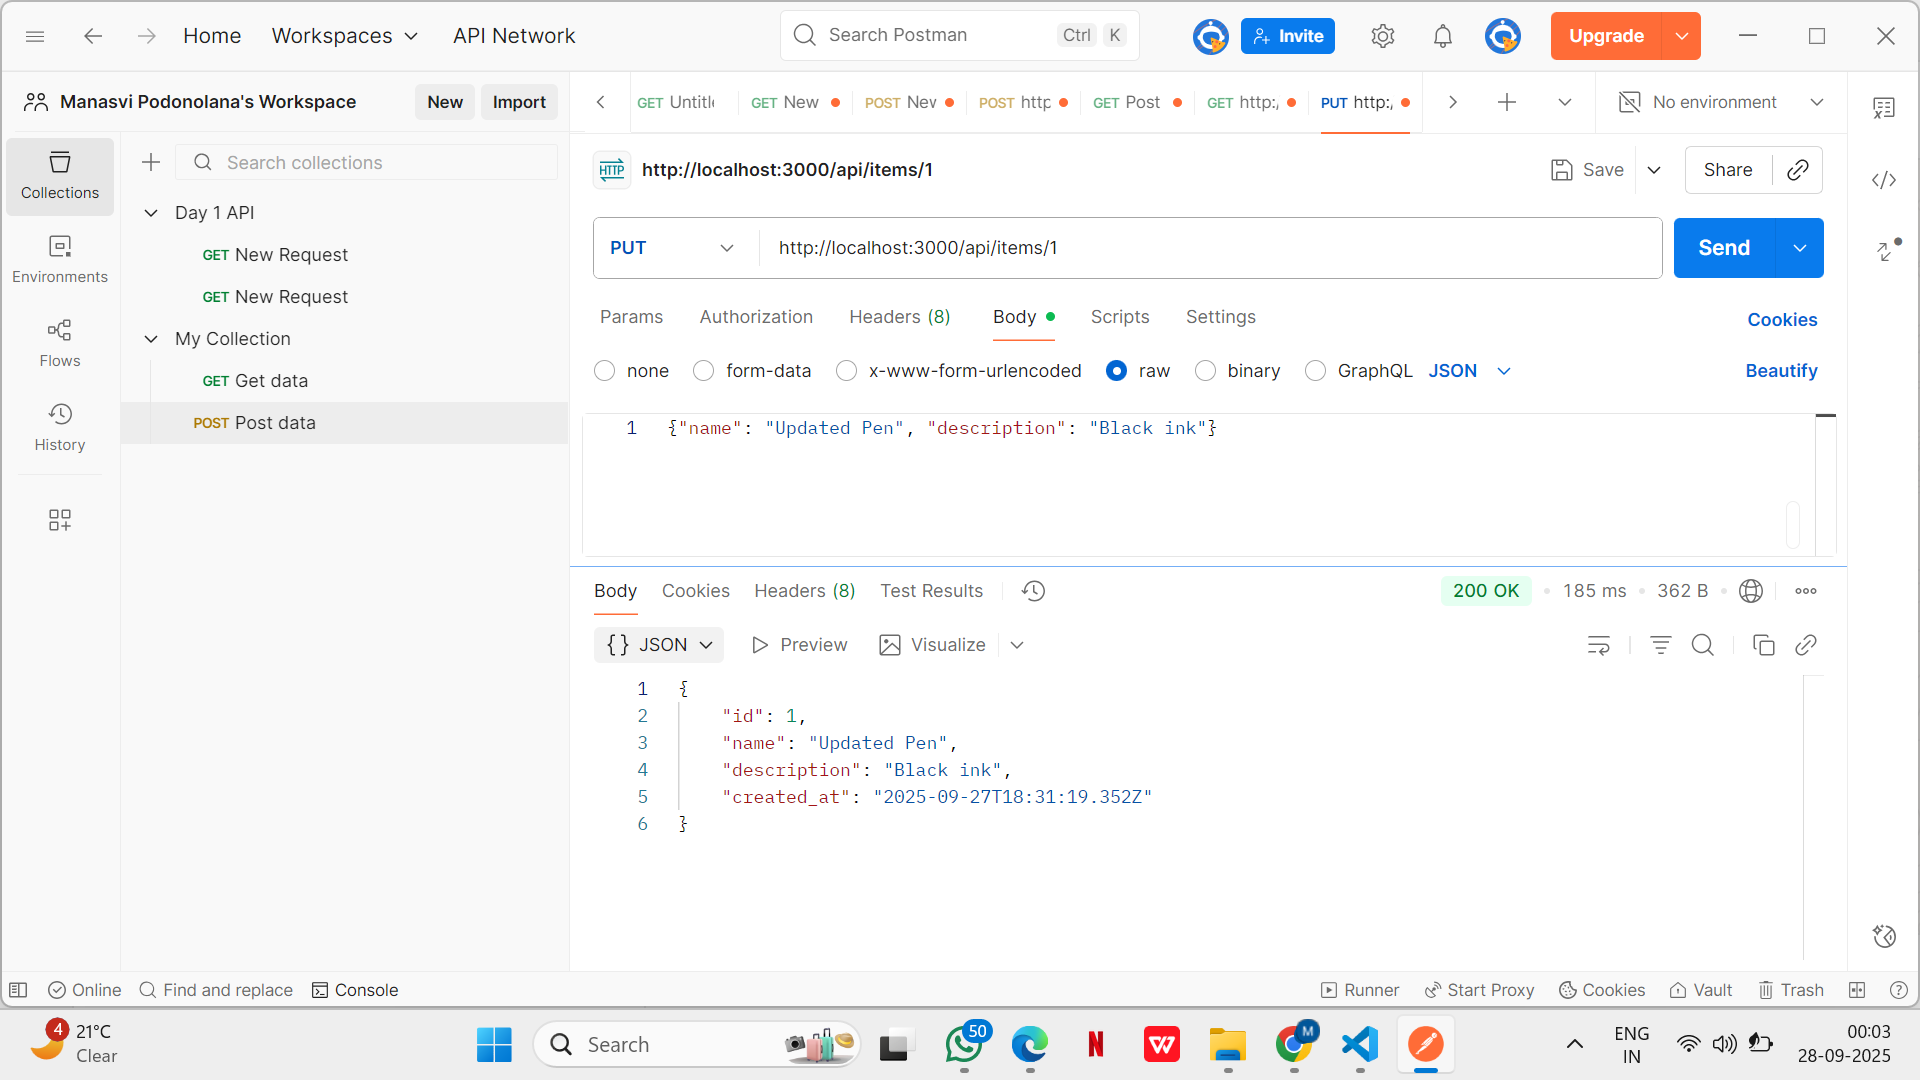 Home
Workspaces
API Network
Search Postman
Ctrl
K
Invite
Upgrade
Manasvi Podonolana's Workspace
New
Import
GET Untitle
GET New
POST New
POST http
GET Post
GET http:/
PUT http:/
No environment
Collections
Environments
Flows
History
Search collections
Day 1 API
GET New Request
GET New Request
My Collection
GET Get data
POST Post data
HTTP
http://localhost:3000/api/items/1
Save
Share
PUT
http://localhost:3000/api/items/1
Send
Params
Authorization
Headers (8)
Body
Scripts
Settings
Cookies
none
form-data
x-www-form-urlencoded
raw
binary
GraphQL
JSON
Beautify
1 {"name": "Updated Pen", "description": "Black ink"}
Body
Cookies
Headers (8)
Test Results
200 OK
185 ms
362 B
{} JSON
Preview
Visualize
1 {
2 "id": 1,
3 "name": "Updated Pen",
4 "description": "Black ink",
5 "created_at": "2025-09-27T18:31:19.352Z"
6 }
Online
Find and replace
Console
Runner
Start Proxy
Cookies
Vault
Trash
4
21°C
Clear
Search
50
N
W
M
ENG
IN
00:03
28-09-2025